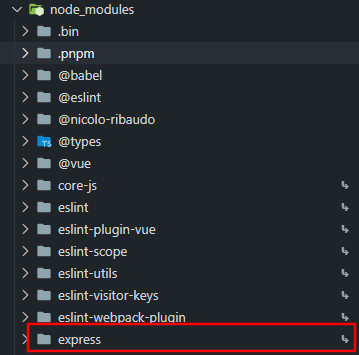 node_modules
.bin
.pnpm
@babel
@eslint
@nicolo-ribaudo
TS @types
@vue
core-js
eslint
eslint-plugin-vue
eslint-scope
eslint-utils
eslint-visitor-keys
eslint-webpack-plugin
express